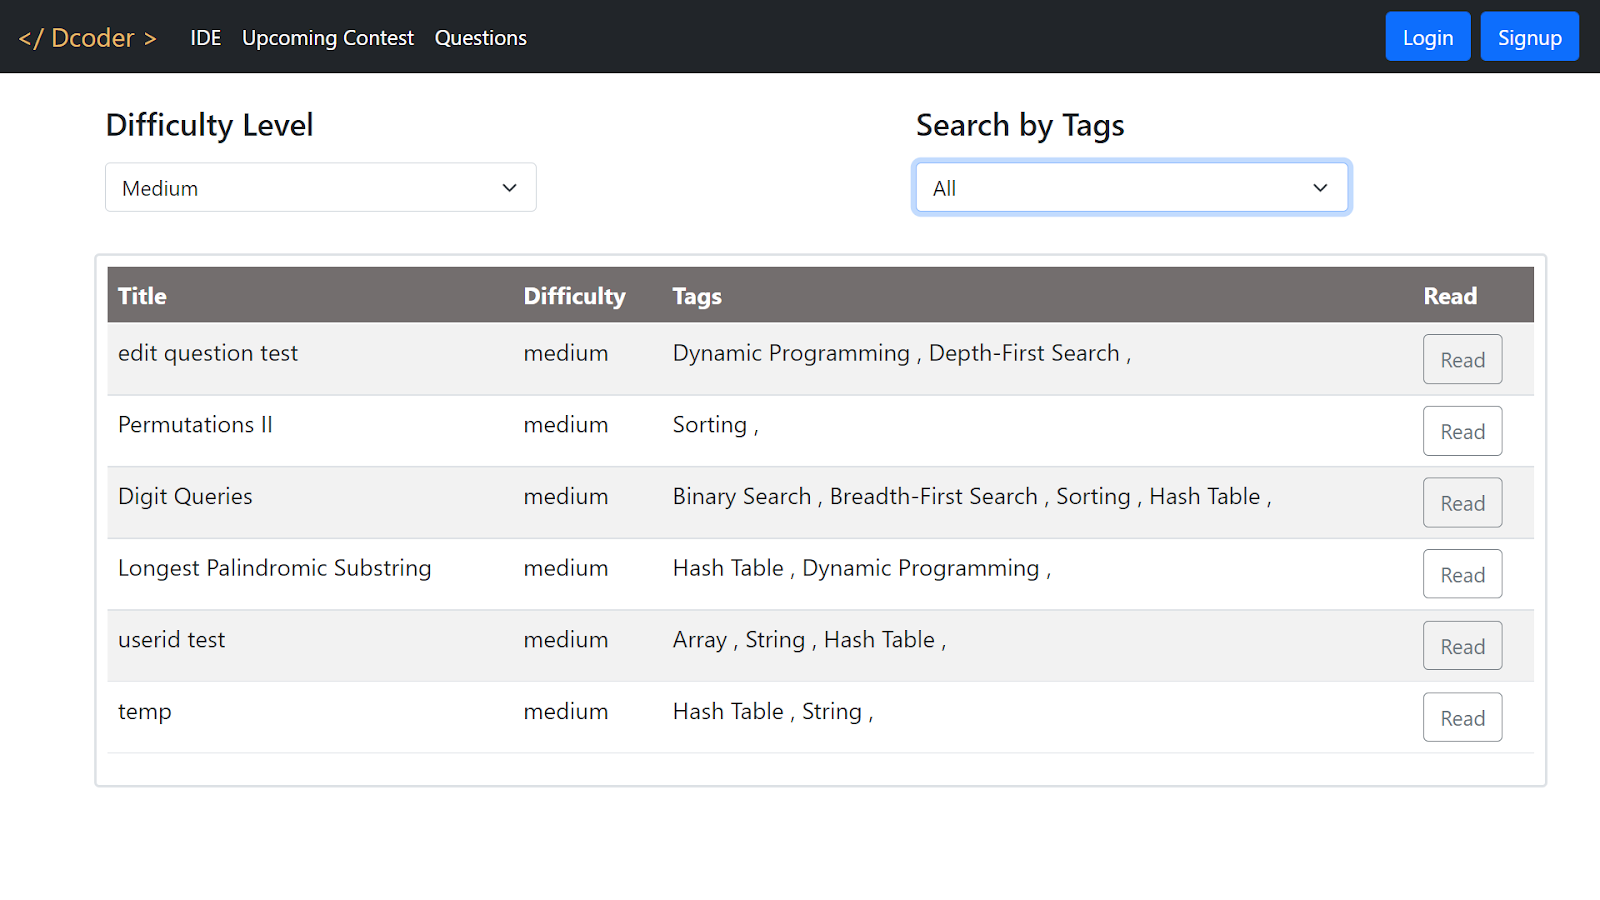 </ Dcoder > IDE Upcoming Contest Questions Login Signup
Difficulty Level Search by Tags
Medium All
Title Difficulty Tags Read
edit question test medium Dynamic Programming , Depth-First Search , Read
Permutations II medium Sorting , Read
Digit Queries medium Binary Search , Breadth-First Search , Sorting , Hash Table , Read
Longest Palindromic Substring medium Hash Table , Dynamic Programming , Read
userid test medium Array , String , Hash Table , Read
temp medium Hash Table , String , Read